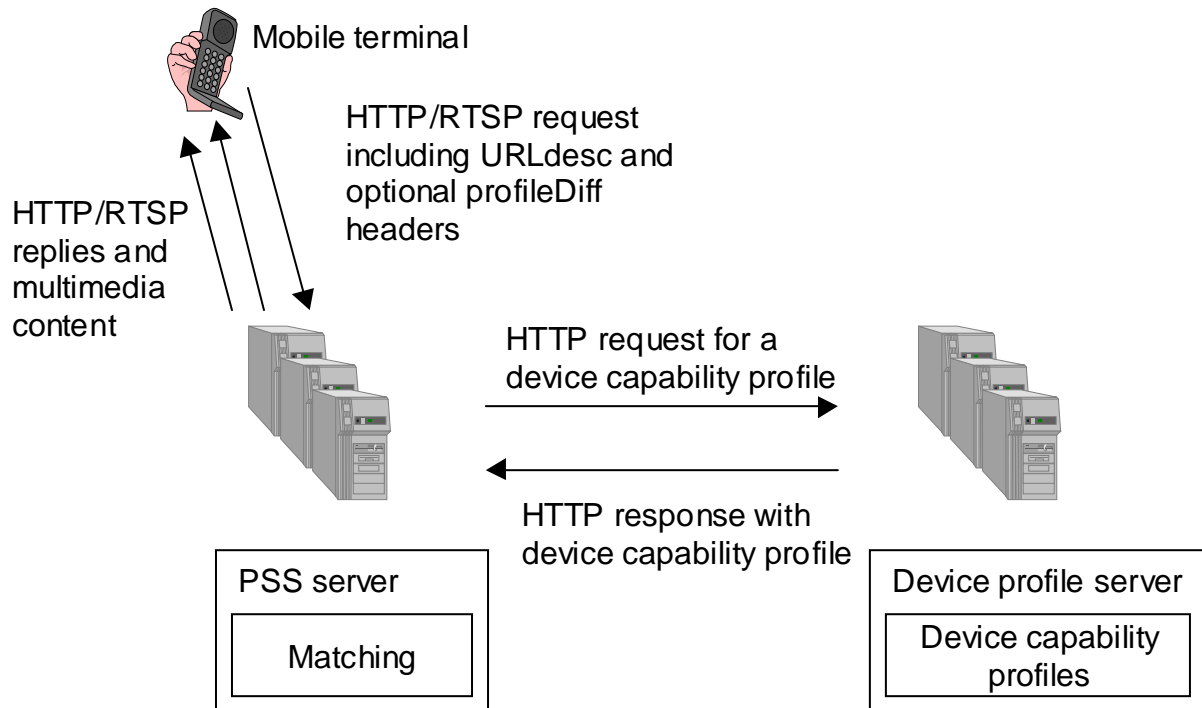 Mobile terminal
HTTP/RTSP request
including URLdesc and
optional profileDiff
headers
HTTP/RTSP
replies and
multimedia
content
HTTP request for a
device capability profile
HTTP response with
device capability profile
PSS server
Matching
Device profile server
Device capability
profiles